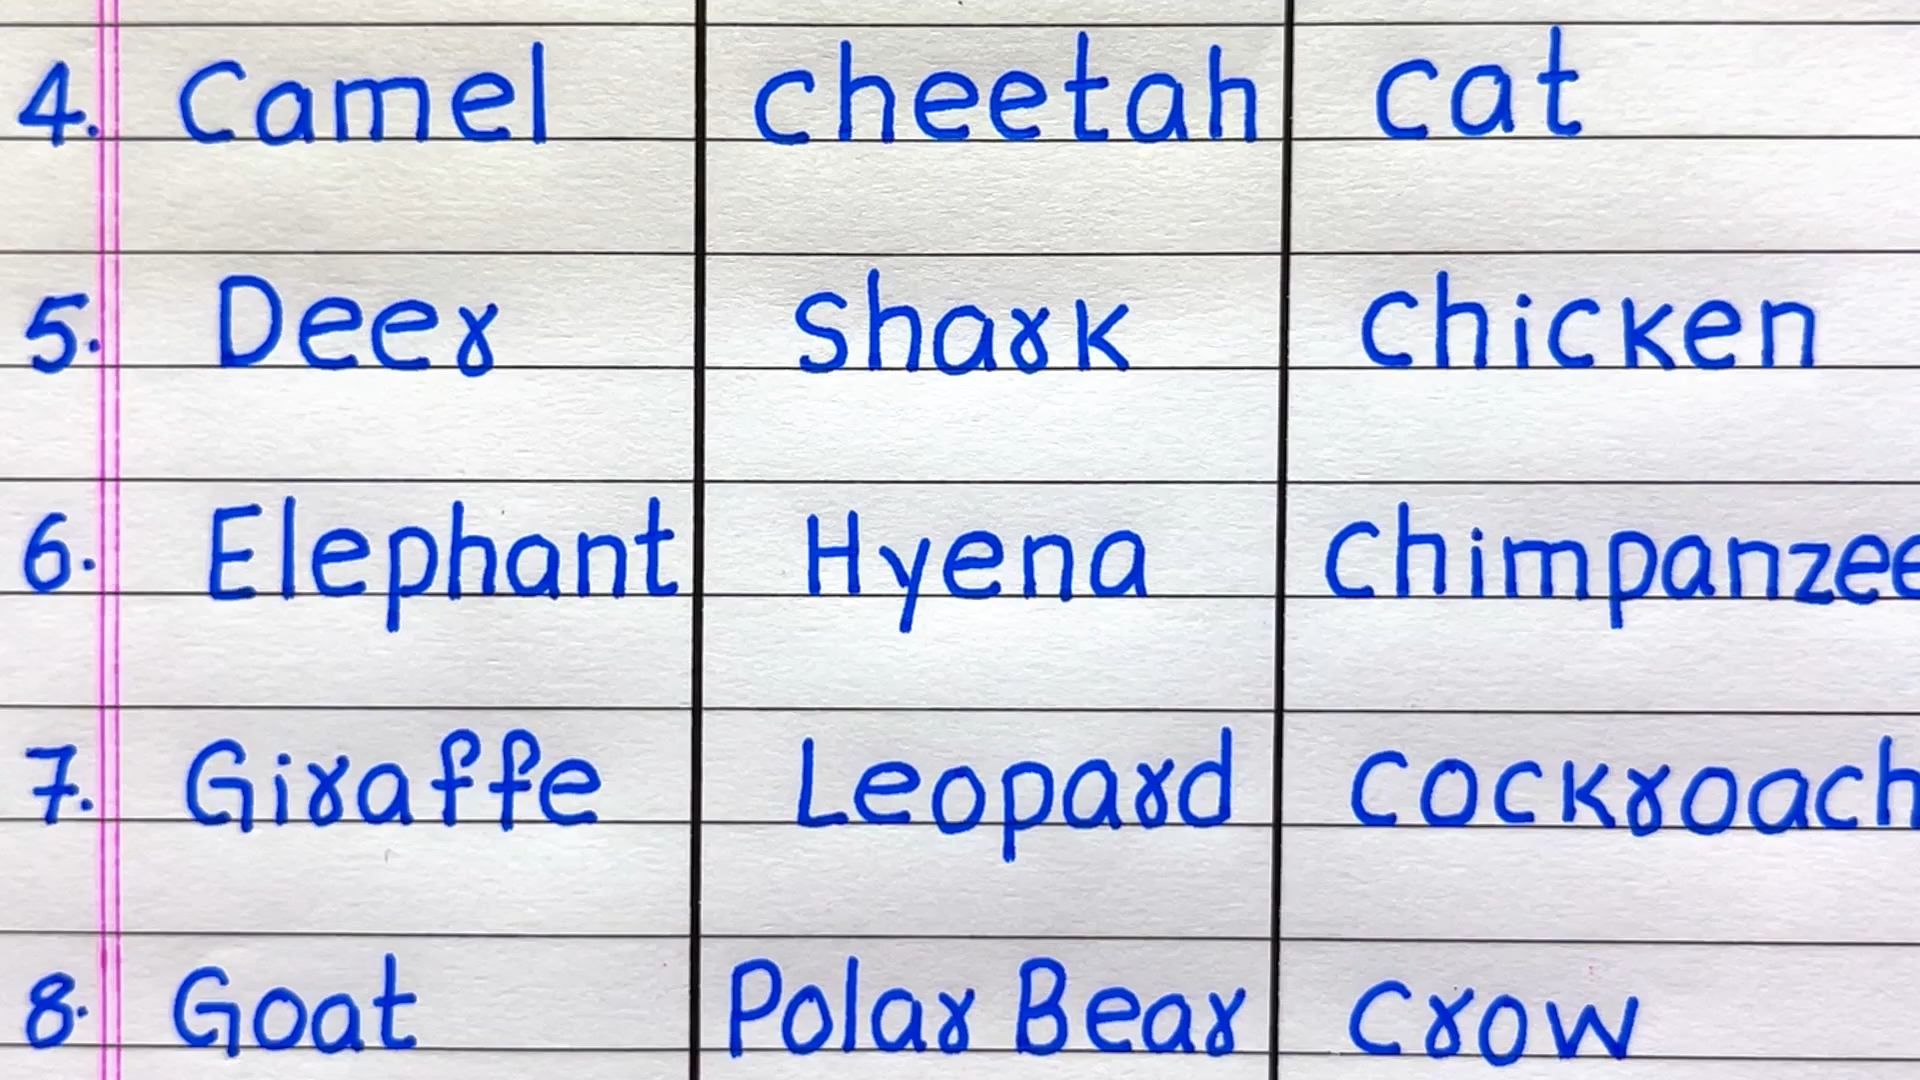 4. Camel cheetah cat
5. Deer shark chicken
6. Elephant Hyena chimpanzee
7. Giraffe Leopard cockroach
8. Goat Polar Bear crow